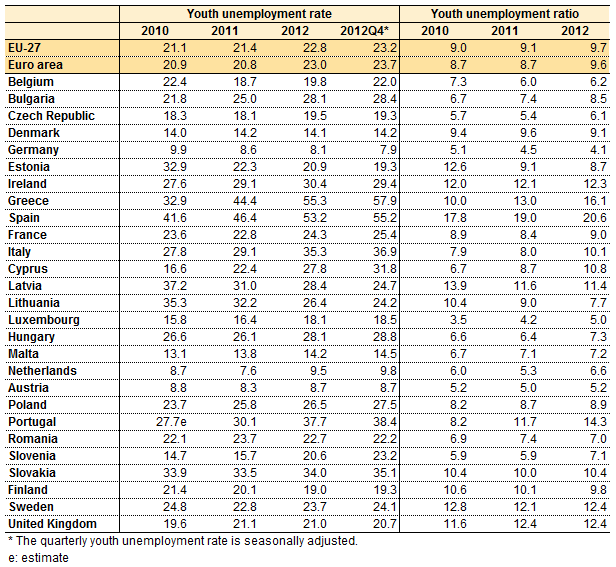 Youth unemployment rate Youth unemployment ratio
2010 2011 2012 2012Q4* 2010 2011 2012
EU-27 21.1 21.4 22.8 23.2 9.0 9.1 9.7
Euro area 20.9 20.8 23.0 23.7 8.7 8.7 9.6
Belgium 22.4 18.7 19.8 22.0 7.3 6.0 6.2
Bulgaria 21.8 25.0 28.1 28.4 6.7 7.4 8.5
Czech Republic 18.3 18.1 19.5 19.3 5.7 5.4 6.1
Denmark 14.0 14.2 14.1 14.2 9.4 9.6 9.1
Germany 9.9 8.6 8.1 7.9 5.1 4.5 4.1
Estonia 32.9 22.3 20.9 19.3 12.6 9.1 8.7
Ireland 27.6 29.1 30.4 29.4 12.0 12.1 12.3
Greece 32.9 44.4 55.3 57.9 10.0 13.0 16.1
Spain 41.6 46.4 53.2 55.2 17.8 19.0 20.6
France 23.6 22.8 24.3 25.4 8.9 8.4 9.0
Italy 27.8 29.1 35.3 36.9 7.9 8.0 10.1
Cyprus 16.6 22.4 27.8 31.8 6.7 8.7 10.8
Latvia 37.2 31.0 28.4 24.7 13.9 11.6 11.4
Lithuania 35.3 32.2 26.4 24.2 10.4 9.0 7.7
Luxembourg 15.8 16.4 18.1 18.5 3.5 4.2 5.0
Hungary 26.6 26.1 28.1 28.8 6.6 6.4 7.3
Malta 13.1 13.8 14.2 14.5 6.7 7.1 7.2
Netherlands 8.7 7.6 9.5 9.8 6.0 5.3 6.6
Austria 8.8 8.3 8.7 8.7 5.2 5.0 5.2
Poland 23.7 25.8 26.5 27.5 8.2 8.7 8.9
Portugal 27.7e 30.1 37.7 38.4 8.2 11.7 14.3
Romania 22.1 23.7 22.7 22.2 6.9 7.4 7.0
Slovenia 14.7 15.7 20.6 23.2 5.9 5.9 7.1
Slovakia 33.9 33.5 34.0 35.1 10.4 10.0 10.4
Finland 21.4 20.1 19.0 19.3 10.6 10.1 9.8
Sweden 24.8 22.8 23.7 24.1 12.8 12.1 12.4
United Kingdom 19.6 21.1 21.0 20.7 11.6 12.4 12.4
* The quarterly youth unemployment rate is seasonally adjusted.
e: estimate